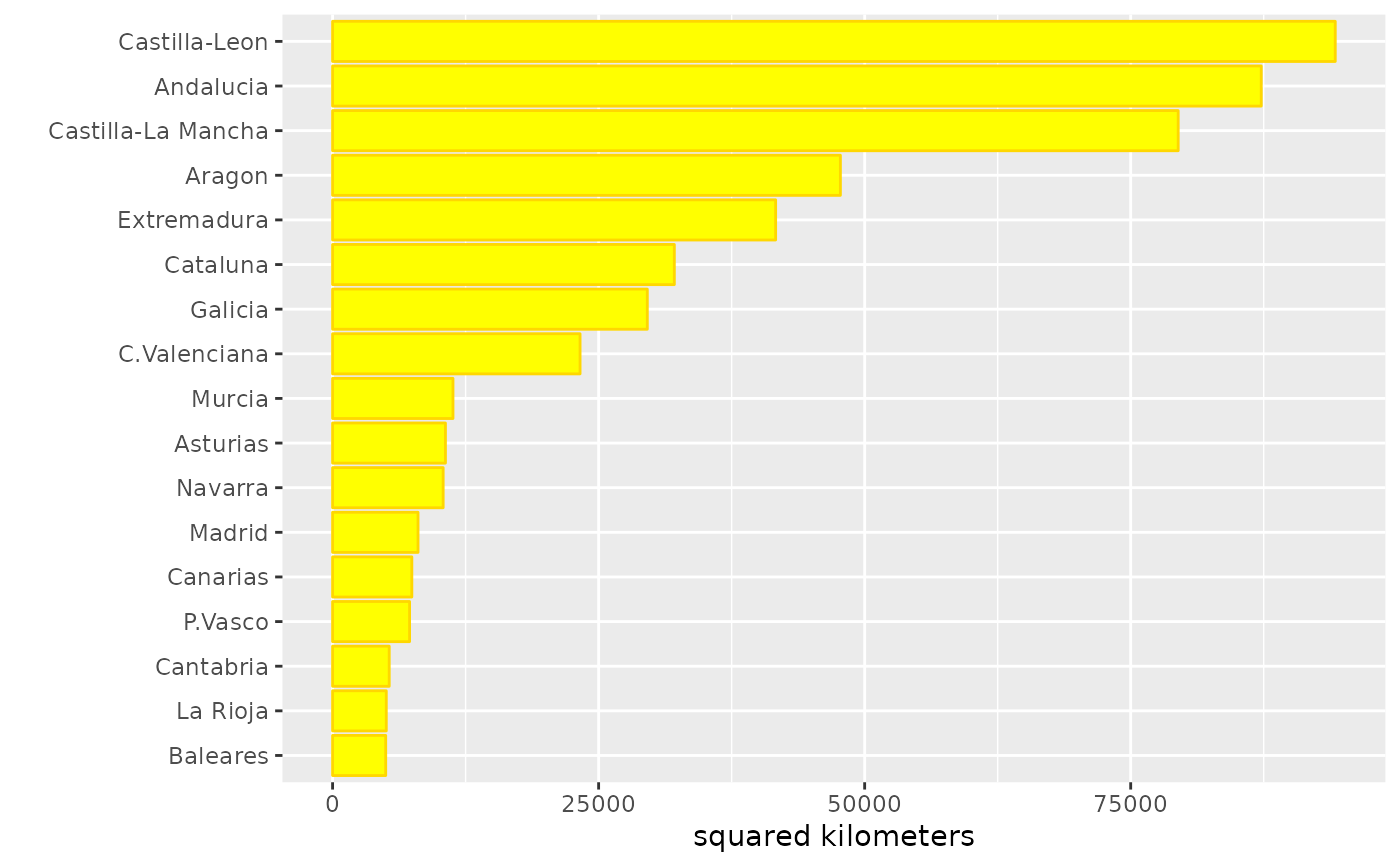 Castilla-Leon
Andalucia
Castilla-La Mancha
Aragon
Extremadura
Cataluna
Galicia
C.Valenciana
Murcia
Asturias
Navarra
Madrid
Canarias
P.Vasco
Cantabria
La Rioja
Baleares
0 25000 50000 75000
squared kilometers